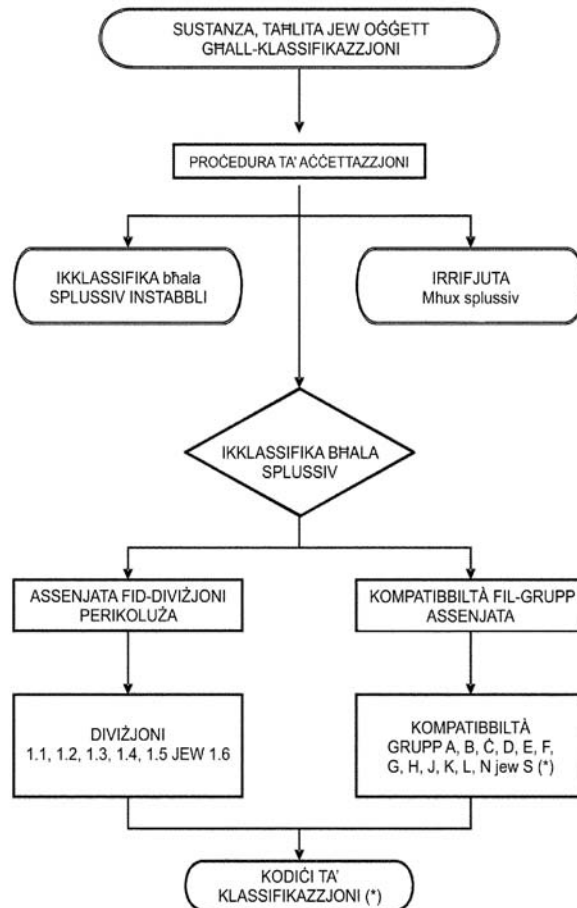 SUSTANZA, TAĦLITA JEW OĠĠETT
GĦALL-KLASSIFIKAZZJONI
PROĊEDURA TA' AĊĊETTAZZJONI
IKKLASSIFIKA bħala
SPLUSSIV INSTABBLI
IRRIFJUTA
Mhux splussiv
IKKLASSIFIKA BĦALA
SPLUSSIV
ASSENJATA FID-DIVIŻJONI
PERIKOLUŻA
KOMPATIBBILTÀ FIL-GRUPP
ASSENJATA
DIVIŻJONI
1.1, 1.2, 1.3, 1.4, 1.5 JEW 1.6
KOMPATIBBILTÀ
GRUPP A, B, Ċ, D, E, F,
G, H, J, K, L, N jew S (*)
KODIĊI TA'
KLASSIFIKAZZJONI (*)